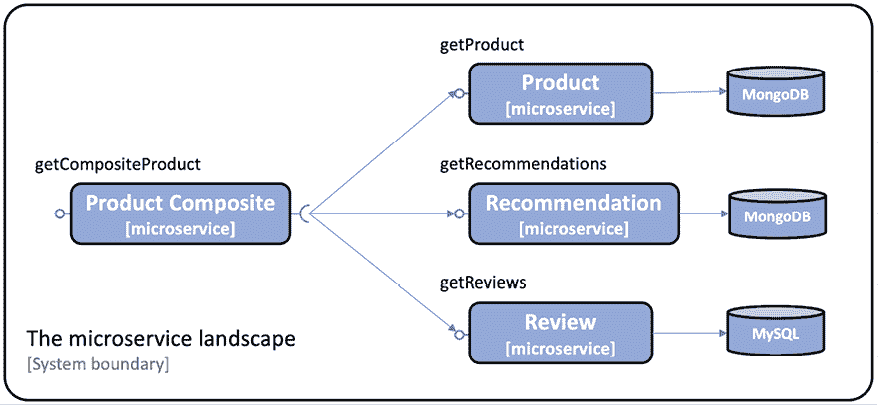 getProduct
Product
[microservice]
MongoDB
getCompositeProduct
Product Composite
[microservice]
getRecommendations
Recommendation
[microservice]
MongoDB
getReviews
Review
[microservice]
MySQL
The microservice landscape
[System boundary]